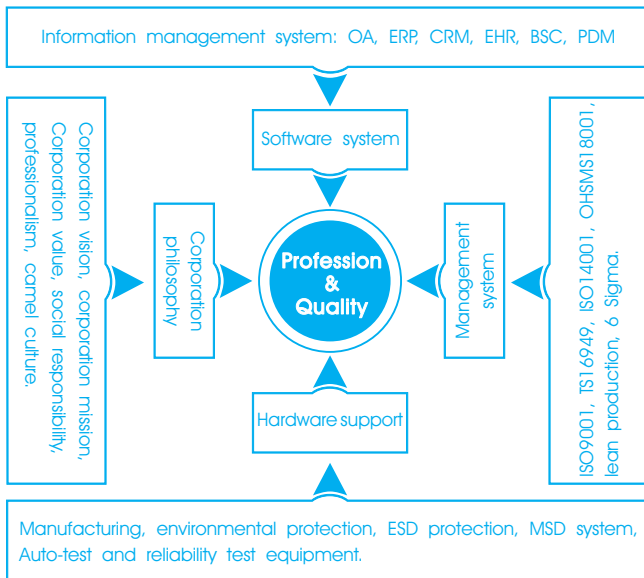 Information management system: OA, ERP, CRM, EHR, BSC, PDM
Software system
Corporation vision, corporation mission,
Corporation value, social responsibility,
professionalism, camel culture.
Corporation
philosophy
Profession
&
Quality
Management
system
ISO9001, TS16949, ISO14001, OHSMS18001,
lean production, 6 Sigma.
Hardware support
Manufacturing, environmental protection, ESD protection, MSD system,
Auto-test and reliability test equipment.